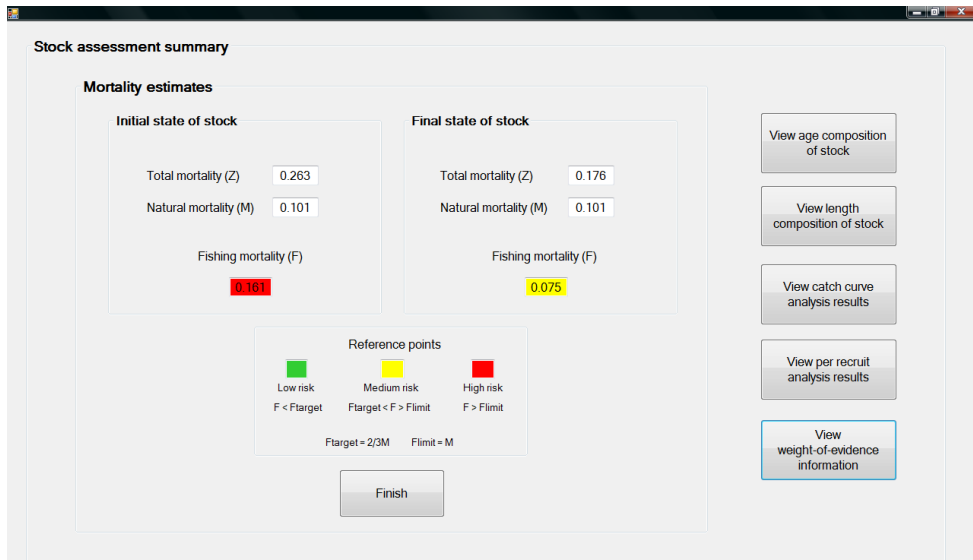 Stock assessment summary
Mortality estimates
Initial state of stock
Total mortality (Z) 0.263
Natural mortality (M) 0.101
Fishing mortality (F)
0.161
Final state of stock
Total mortality (Z) 0.176
Natural mortality (M) 0.101
Fishing mortality (F)
0.075
Reference points
Low risk Medium risk High risk
F < Ftarget Ftarget < F > Flimit F > Flimit
Ftarget = 2/3M Flimit = M
Finish
View age composition
of stock
View length
composition of stock
View catch curve
analysis results
View per recruit
analysis results
View
weight-of-evidence
information